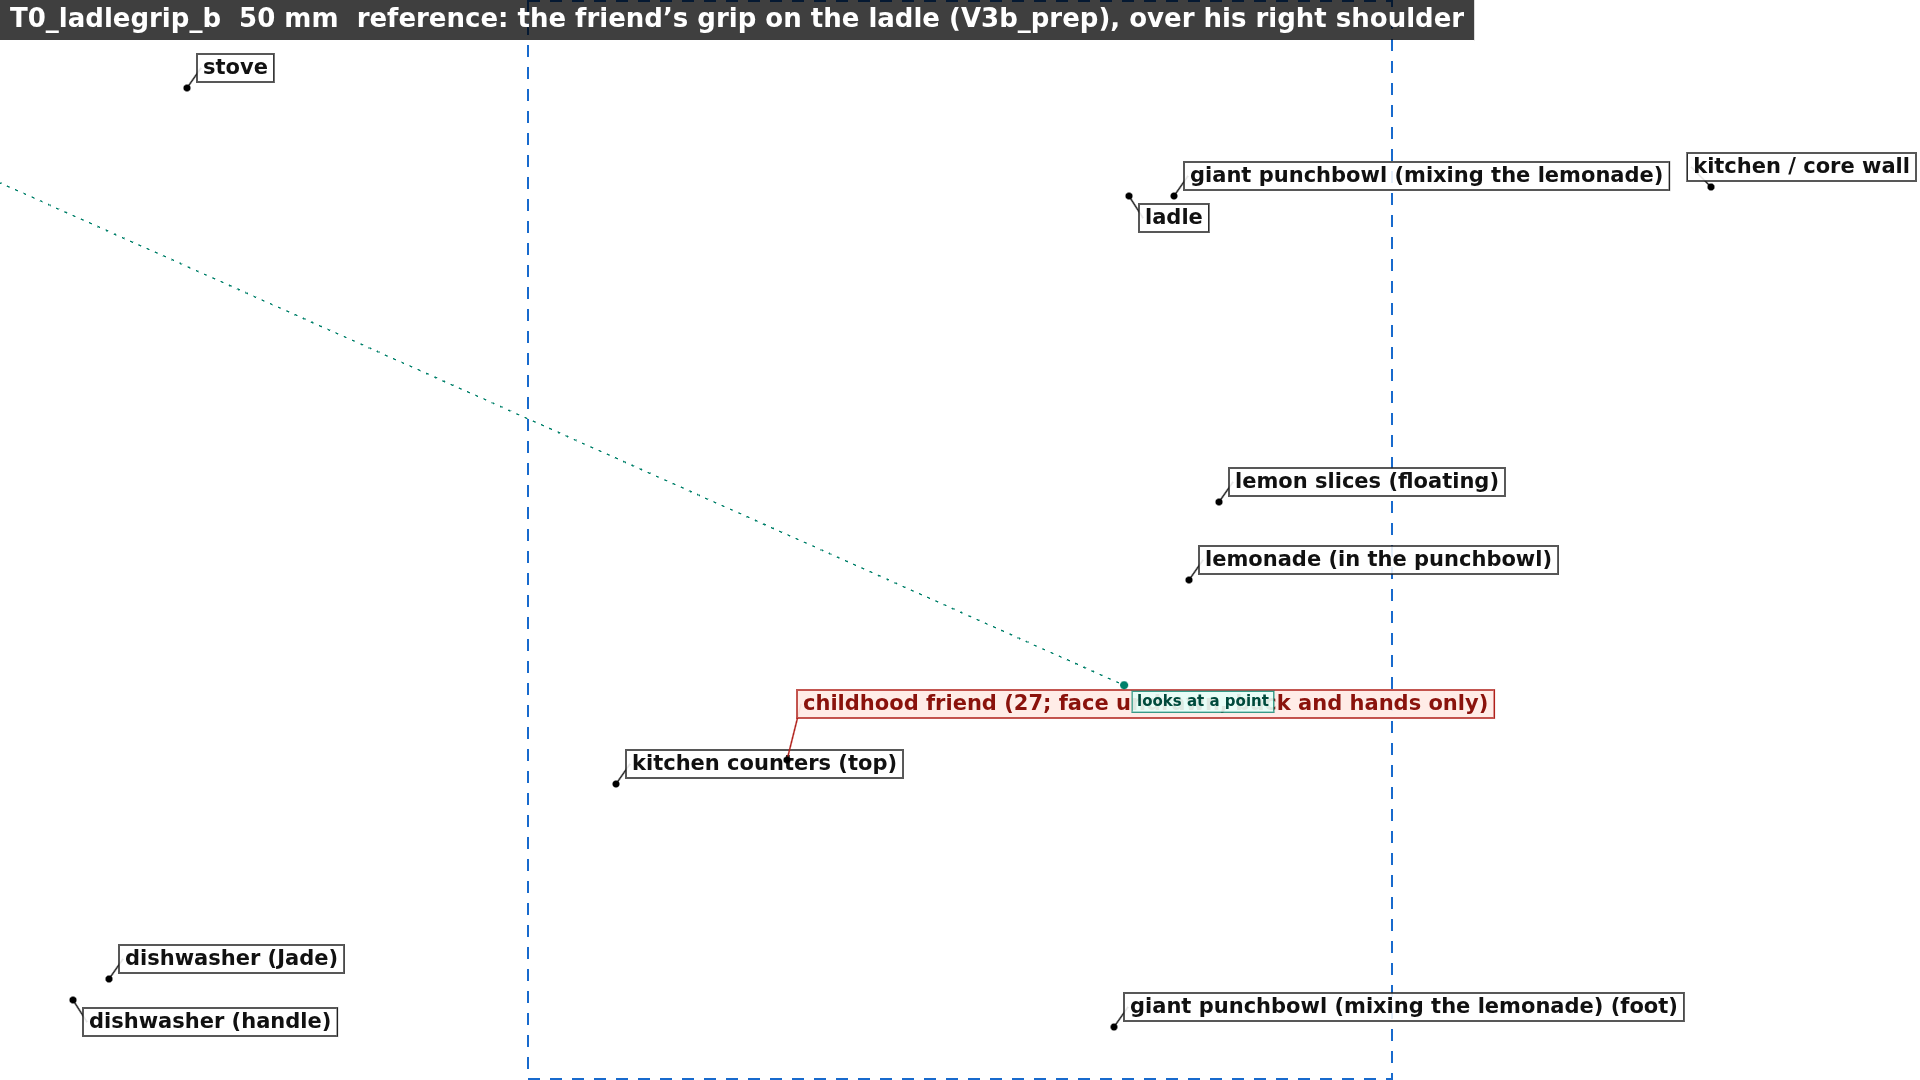 T0_ladlegrip_b  50 mm  reference: the friend’s grip on the ladle (V3b_prep), over his right shoulder
stove
giant punchbowl (mixing the lemonade)
kitchen / core wall
ladle
lemon slices (floating)
lemonade (in the punchbowl)
childhood friend (27; face u
looks at a point
k and hands only)
kitchen counters (top)
dishwasher (Jade)
giant punchbowl (mixing the lemonade) (foot)
dishwasher (handle)